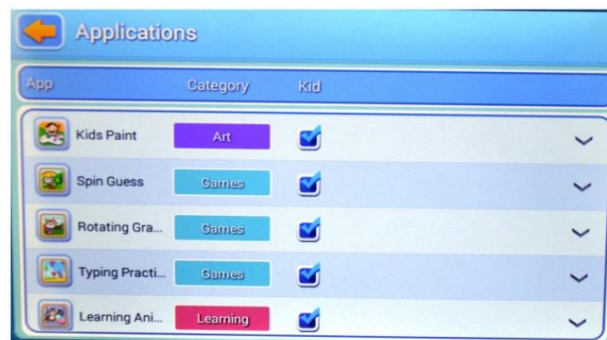 Applications
App Category Kid
Kids Paint Art
Spin Guess Games
Rotating Gra... Games
Typing Practi... Games
Learning Ani... Learning